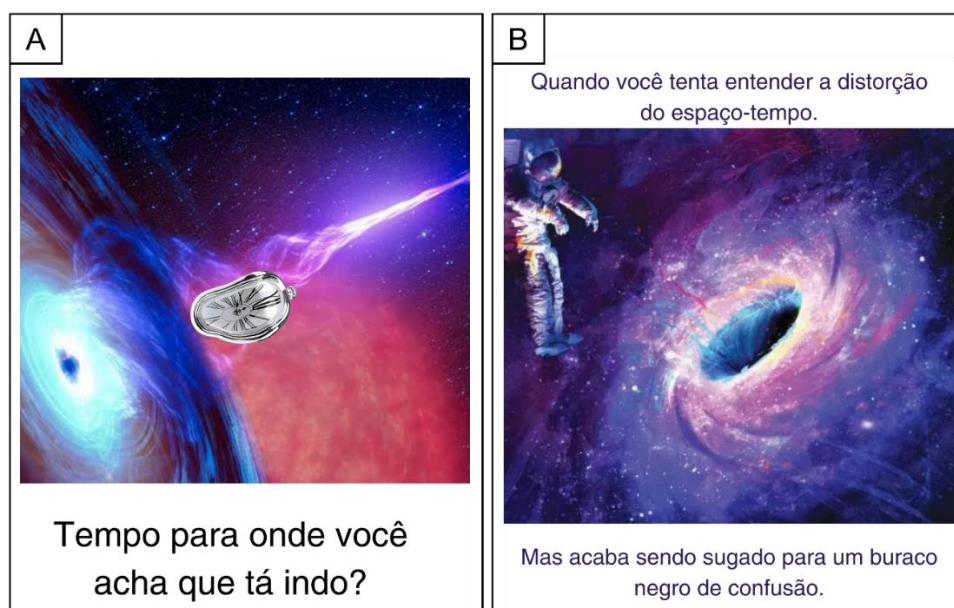 A
Tempo para onde você
acha que tá indo?
B
Quando você tenta entender a distorção
do espaço-tempo.
Mas acaba sendo sugado para um buraco
negro de confusão.